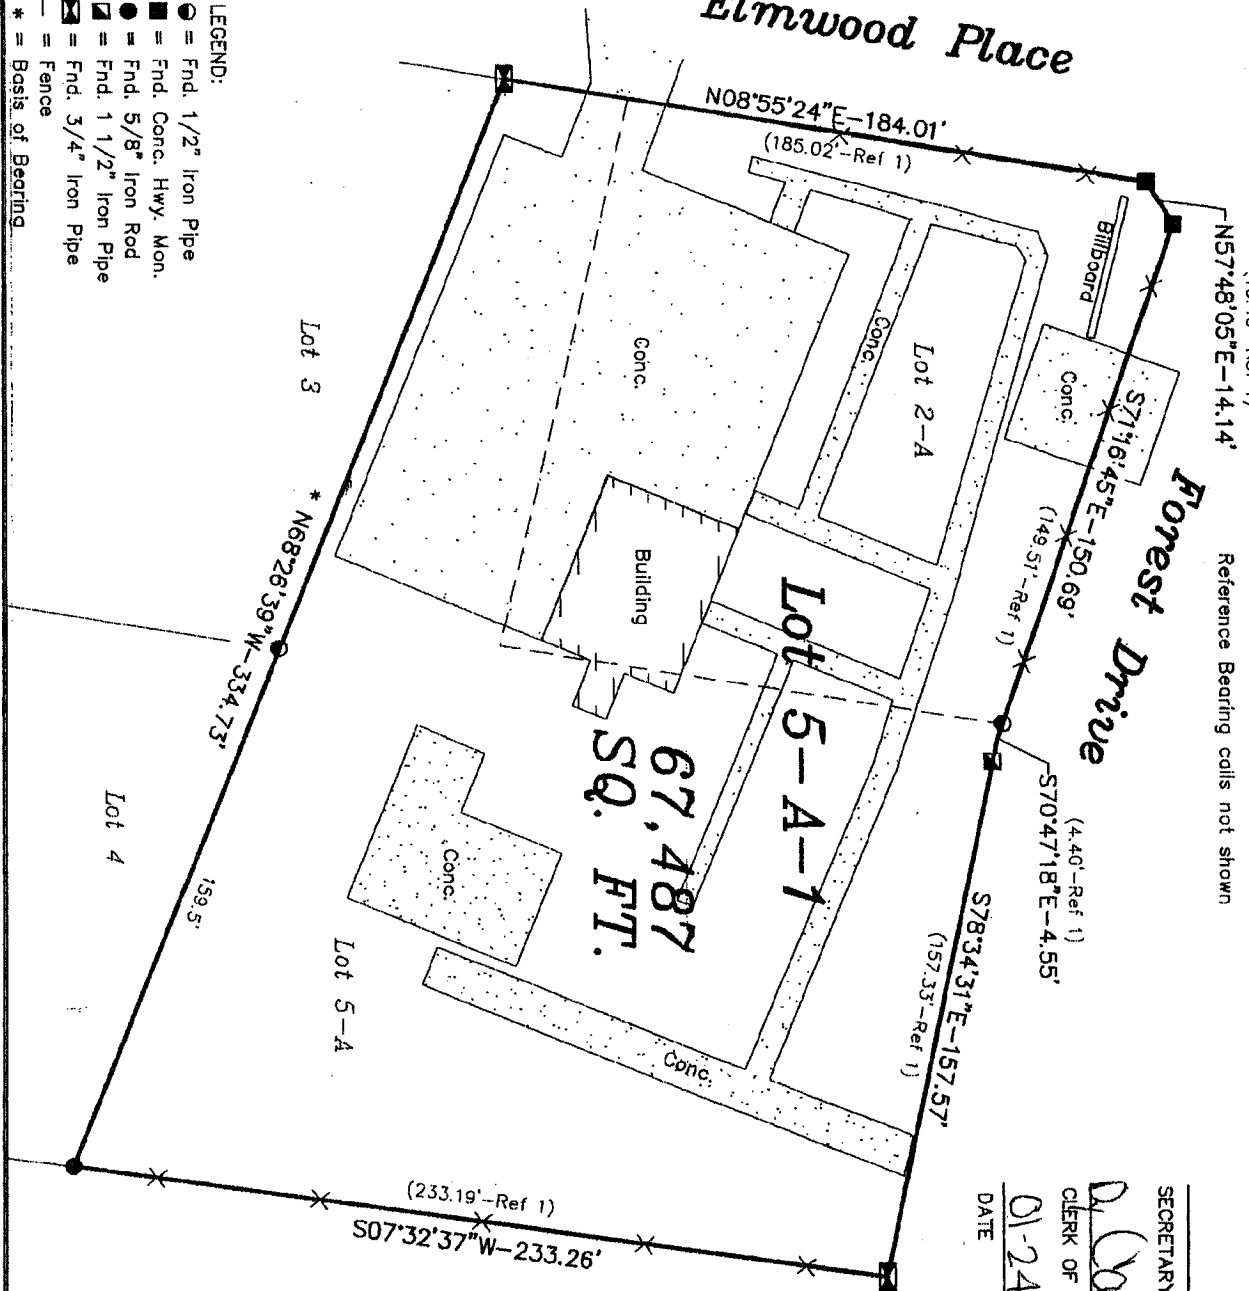 Elmwood Place
N08°55'24"E-184.01'
(185.02'-Ref 1)
N57°48'05"E-14.14'
Reference Bearing calls not shown
Forest Drive
S71°16'45"E-150.69'
(149.51'-Ref 1)
(4.40'-Ref 1)
S70°47'18"E-4.55'
S78°34'31"E-157.57'
(157.33'-Ref 1)
Billboard
Conc.
Conc.
Lot 2-A
Conc.
Building
Lot 5-A-1
67,487
SQ. FT.
Conc.
Conc.
Lot 5-A
Lot 3
* N68°26'39"W-334.73'
159.5'
Lot 4
(233.19'-Ref 1)
S07°32'37"W-233.26'
SECRETARY
CLERK OF
01-24
DATE
LEGEND:
= Fnd. 1/2" Iron Pipe
= Fnd. Conc. Hwy. Mon.
= Fnd. 5/8" Iron Rod
= Fnd. 1 1/2" Iron Pipe
= Fnd. 3/4" Iron Pipe
= Fence
* = Basis of Bearing